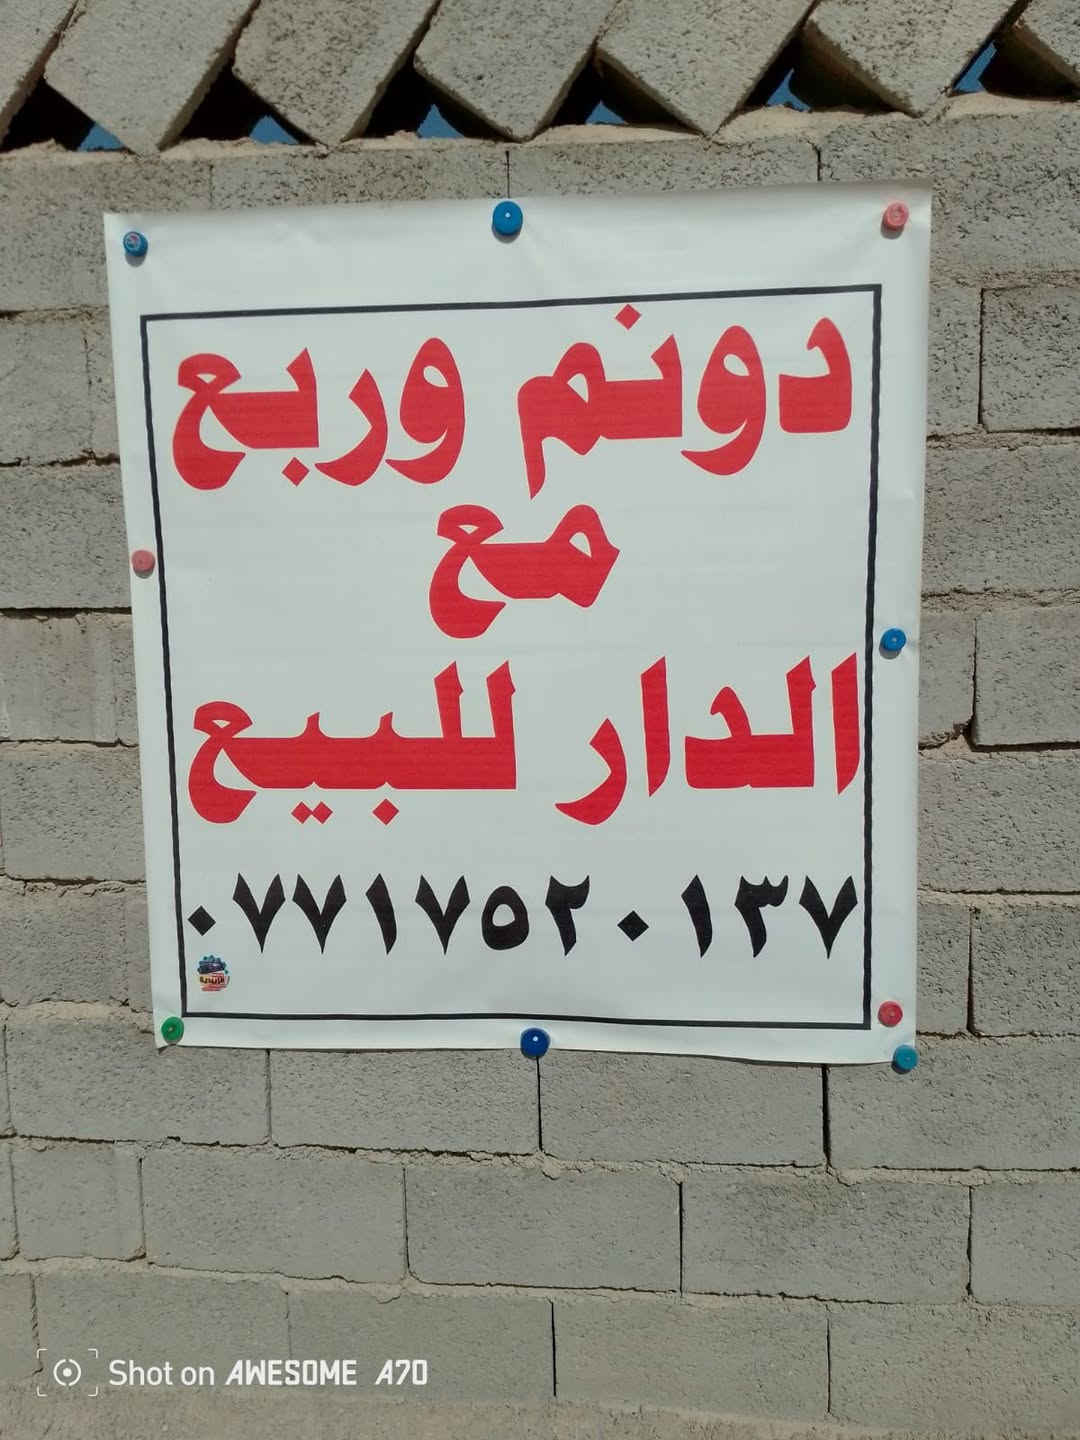 دونم وربع
مع
الدار للبيع
٠٧٧١٧٥٢٠١٣٧
Shot on AWESOME A70